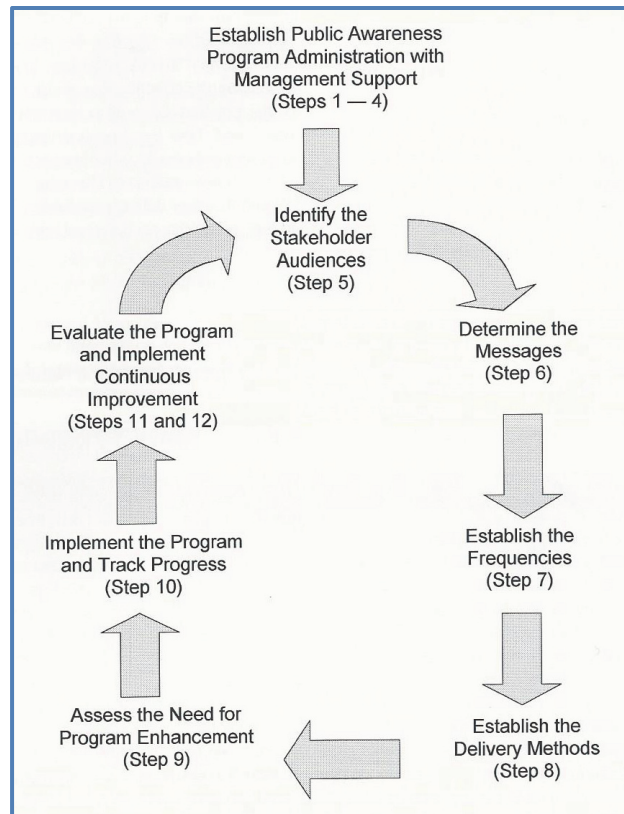 Establish Public Awareness
Program Administration with
Management Support
(Steps 1 — 4)
Identify the
Stakeholder
Audiences
(Step 5)
Determine the
Messages
(Step 6)
Establish the
Frequencies
(Step 7)
Establish the
Delivery Methods
(Step 8)
Assess the Need for
Program Enhancement
(Step 9)
Implement the Program
and Track Progress
(Step 10)
Evaluate the Program
and Implement
Continuous
Improvement
(Steps 11 and 12)